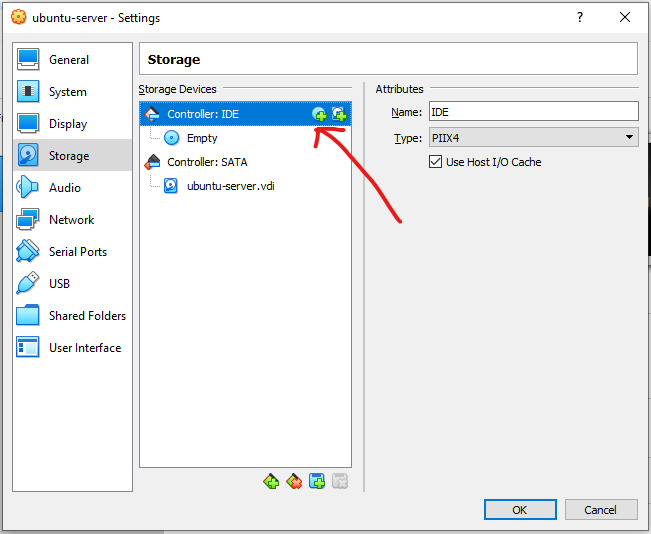 ubuntu-server - Settings
?
General
System
Display
Storage
Audio
Network
Serial Ports
USB
Shared Folders
User Interface
Storage
Storage Devices
Controller: IDE
Empty
Controller: SATA
ubuntu-server.vdi
Attributes
Name: IDE
Type: PIIX4
Use Host I/O Cache
OK
Cancel